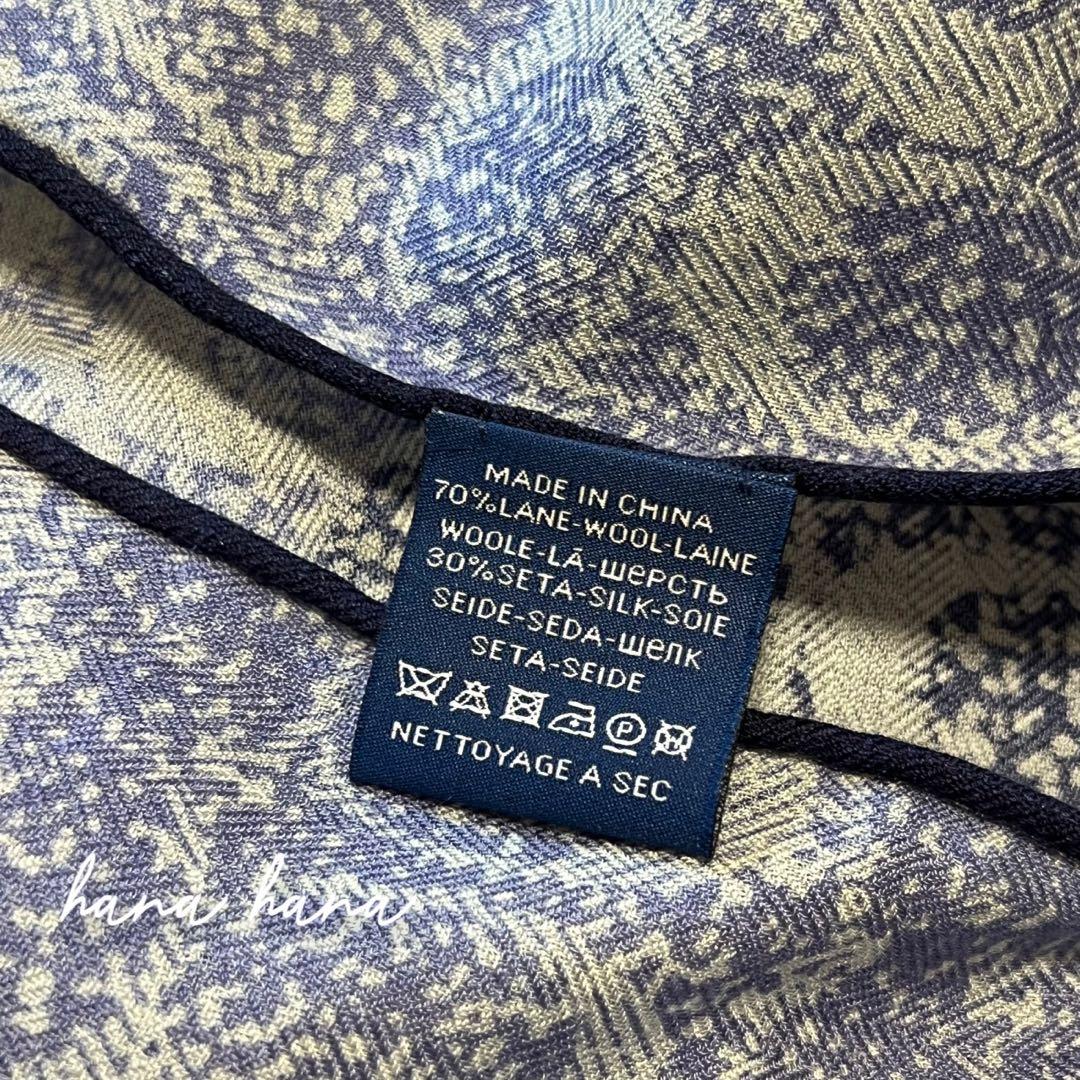 MADE IN CHINA
70%LANE-WOOL-LAINE
WOOLE-LÃ-шерсть
30%SETA-SILK-SOIE
SEIDE-SEDA-шелк
SETA-SEIDE
P
H
NETTOYAGE A SEC
hana hana